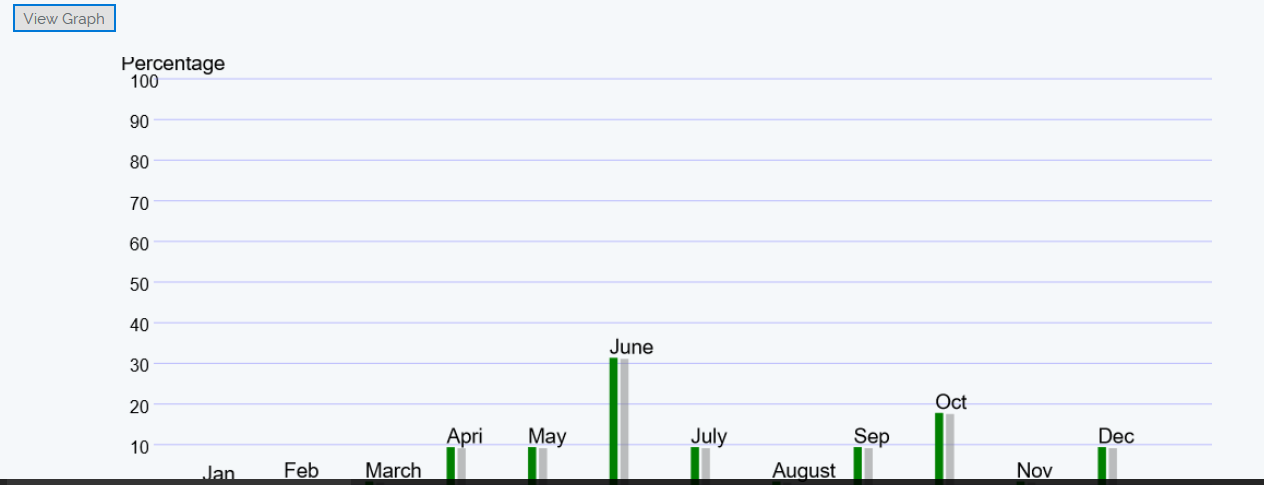 View Graph
Percentage
100
90
80
70
60
50
40
30
20
10
June
Oct
Apri May July Sep Dec
Jan Feb March August Nov